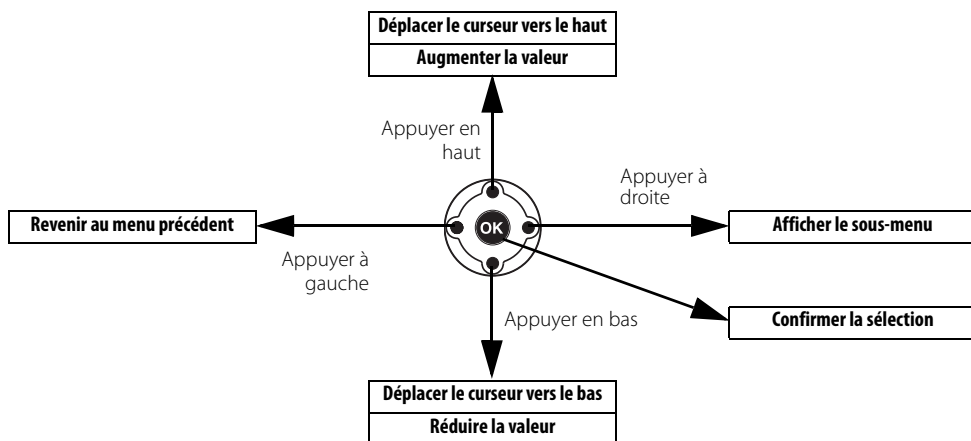 Déplacer le curseur vers le haut
Augmenter la valeur
Appuyer en
haut
Appuyer à
droite
Revenir au menu précédent
OK
Afficher le sous-menu
Appuyer à
gauche
Appuyer en bas
Confirmer la sélection
Déplacer le curseur vers le bas
Réduire la valeur